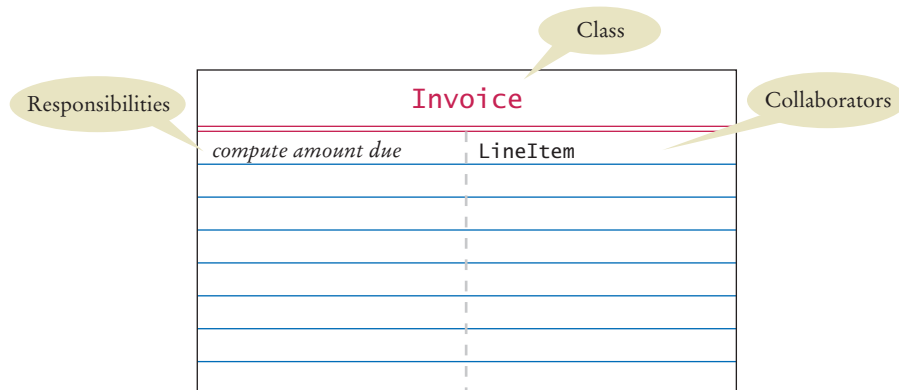 Class
Invoice
Responsibilities
Collaborators
compute amount due
LineItem